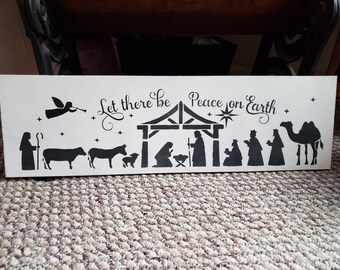 Let there be Peace on Earth